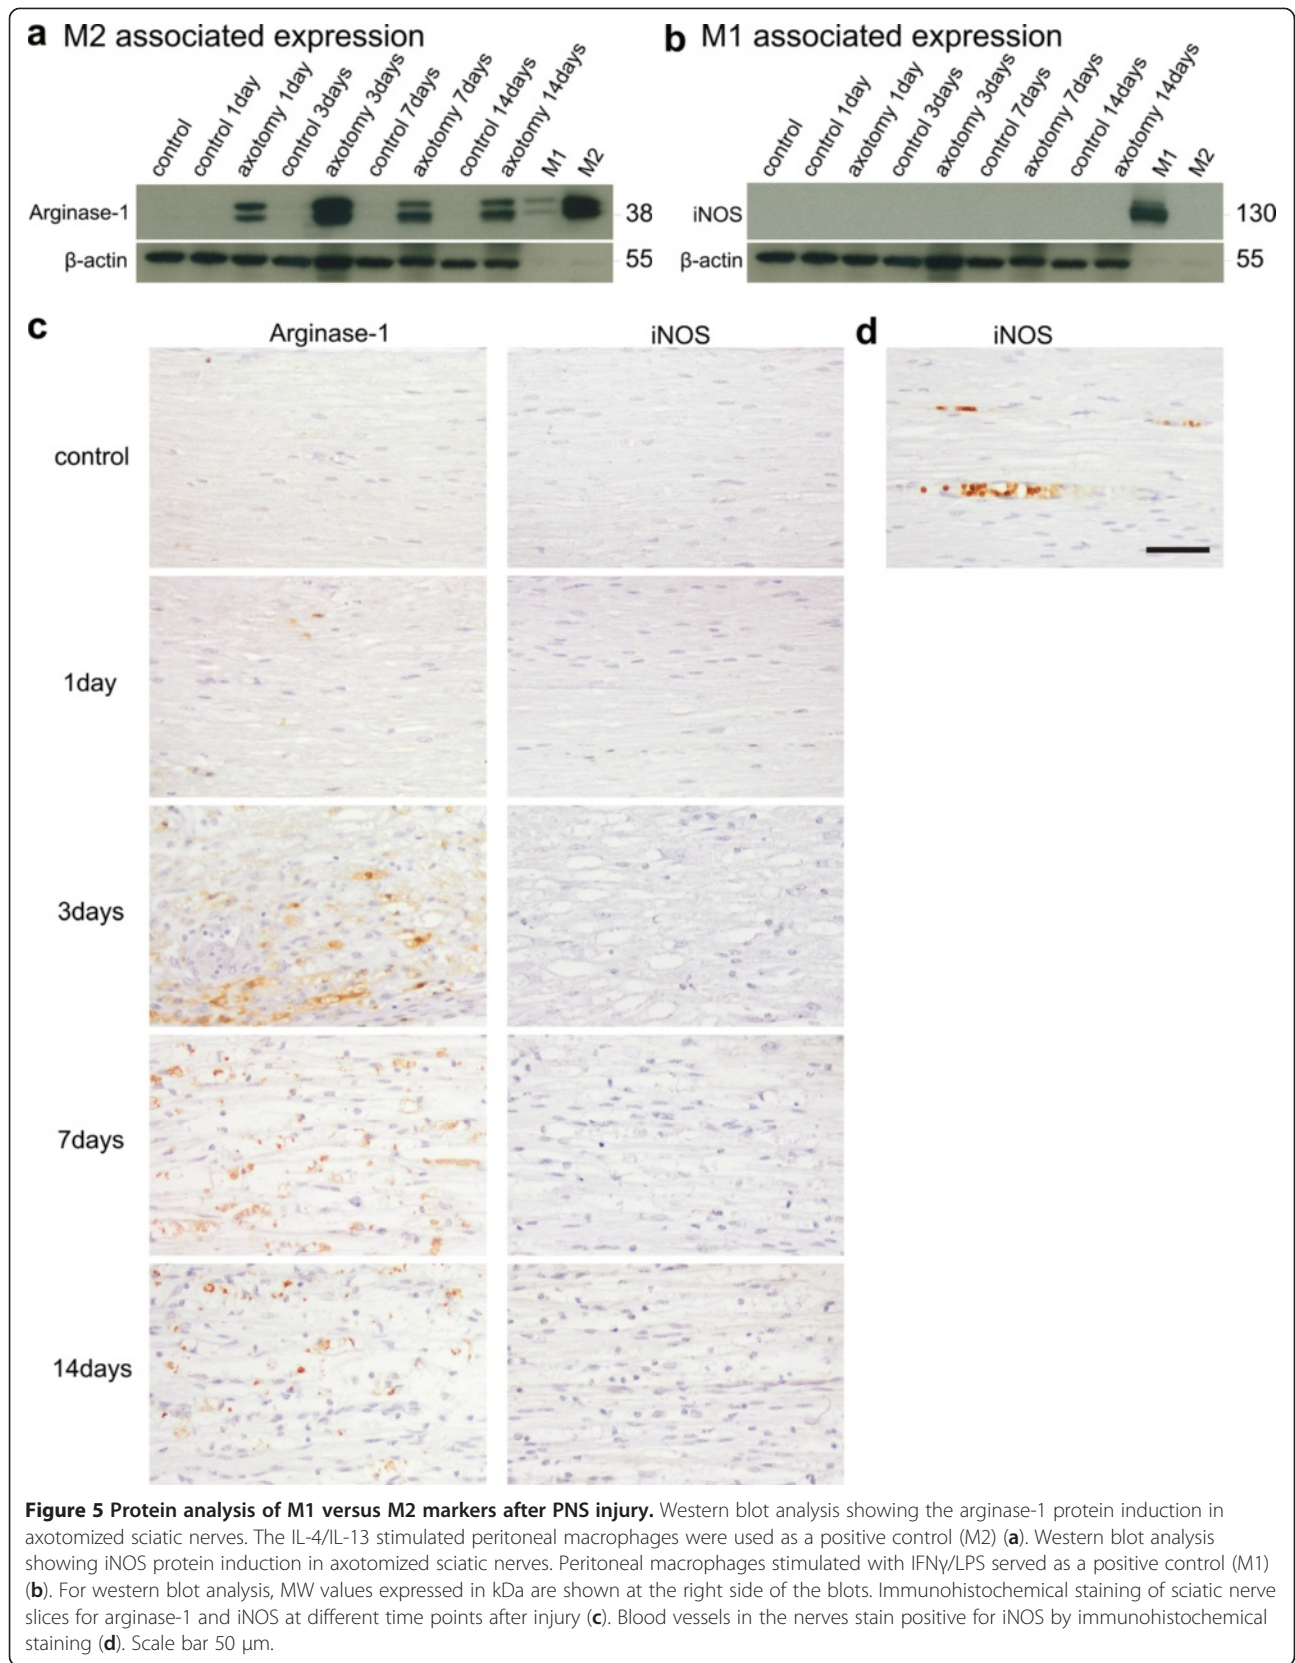 a M2 associated expression
control
control 1day
axotomy 1day
control 3days
axotomy 3days
control 7days
axotomy 7days
control 14days
axotomy 14days
M1
M2
Arginase-1
38
β-actin
55
b M1 associated expression
control
control 1day
axotomy 1day
control 3days
axotomy 3days
control 7days
axotomy 7days
control 14days
axotomy 14days
M1
M2
iNOS
130
β-actin
55
c
Arginase-1
iNOS
control
1day
3days
7days
14days
d
iNOS
Figure 5 Protein analysis of M1 versus M2 markers after PNS injury. Western blot analysis showing the arginase-1 protein induction in
axotomized sciatic nerves. The IL-4/IL-13 stimulated peritoneal macrophages were used as a positive control (M2) (a). Western blot analysis
showing iNOS protein induction in axotomized sciatic nerves. Peritoneal macrophages stimulated with IFNγ/LPS served as a positive control (M1)
(b). For western blot analysis, MW values expressed in kDa are shown at the right side of the blots. Immunohistochemical staining of sciatic nerve
slices for arginase-1 and iNOS at different time points after injury (c). Blood vessels in the nerves stain positive for iNOS by immunohistochemical
staining (d). Scale bar 50 μm.